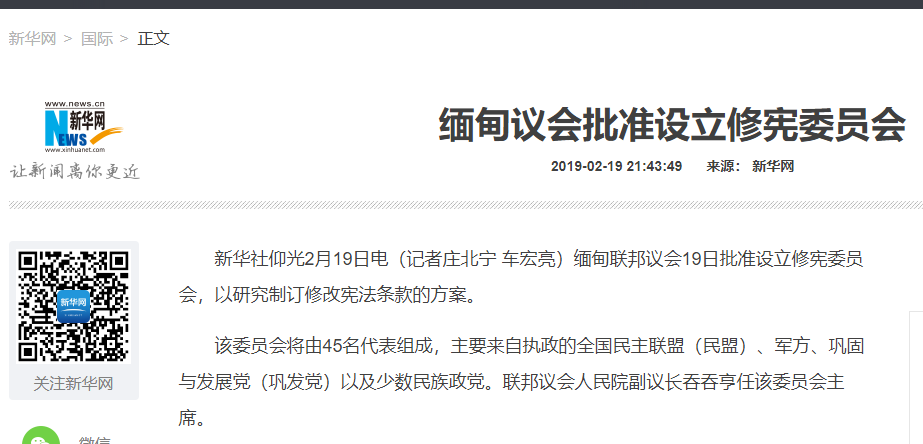 新华网 > 国际 > 正文
www.news.cn
新华网
NEWS
www.xinhuanet.com
让新闻离你更近
缅甸议会批准设立修宪委员会
2019-02-19 21:43:49 来源： 新华网
新华社仰光2月19日电（记者庄北宁 车宏亮）缅甸联邦议会19日批准设立修宪委员
会，以研究制订修改宪法条款的方案。
该委员会将由45名代表组成，主要来自执政的全国民主联盟（民盟）、军方、巩固
与发展党（巩发党）以及少数民族政党。联邦议会人民院副议长吞吞亨任该委员会主
席。
新华网
关注新华网
微信